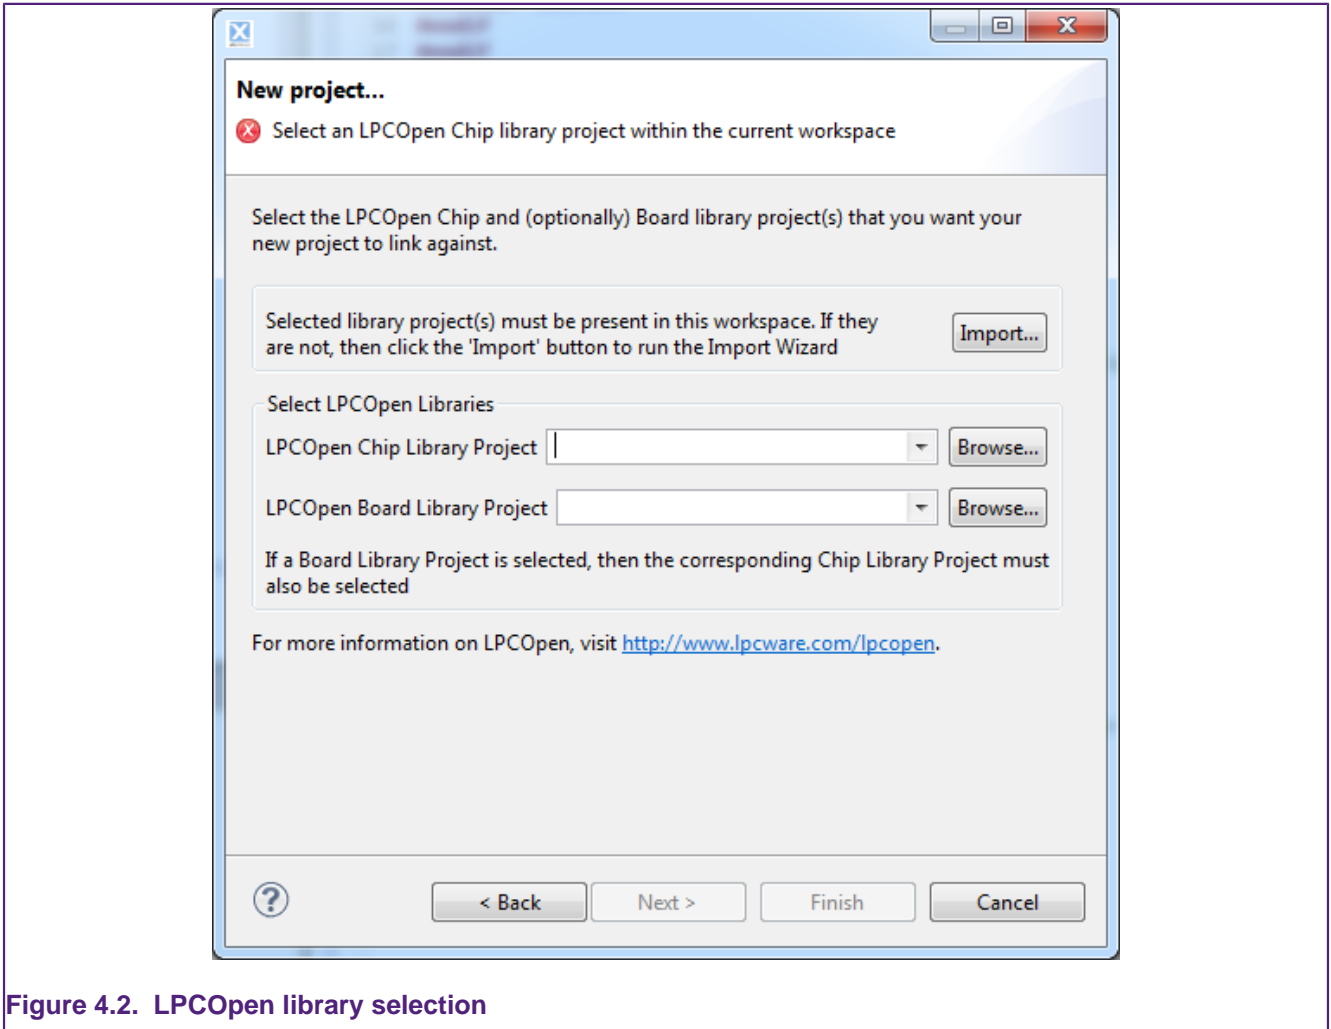 New project...
Select an LPCOpen Chip library project within the current workspace
Select the LPCOpen Chip and (optionally) Board library project(s) that you want your
new project to link against.
Selected library project(s) must be present in this workspace. If they
are not, then click the 'Import' button to run the Import Wizard
Import...
Select LPCOpen Libraries
LPCOpen Chip Library Project
Browse...
LPCOpen Board Library Project
Browse...
If a Board Library Project is selected, then the corresponding Chip Library Project must
also be selected
For more information on LPCOpen, visit http://www.lpcware.com/lpcopen.
< Back
Next >
Finish
Cancel
Figure 4.2. LPCOpen library selection